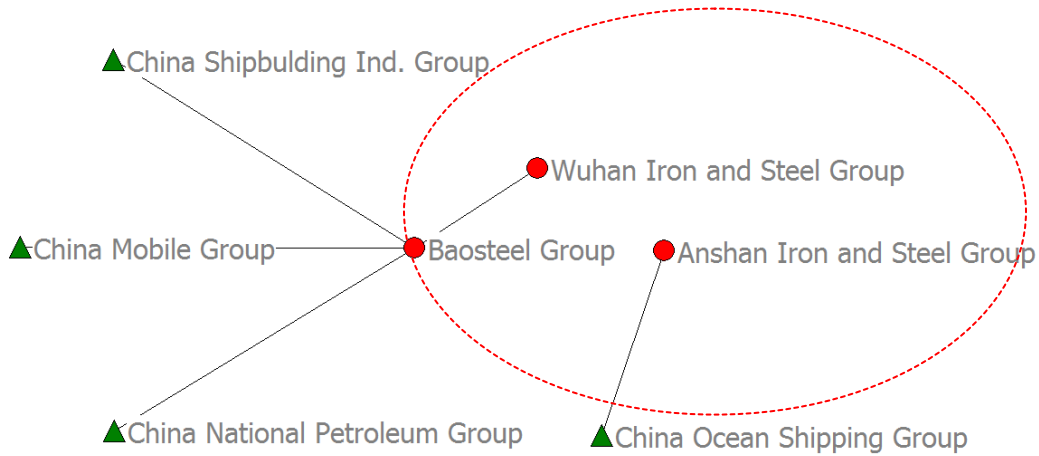 China Shipbulding Ind. Group
Wuhan Iron and Steel Group
China Mobile Group
Baosteel Group
Anshan Iron and Steel Group
China National Petroleum Group
China Ocean Shipping Group